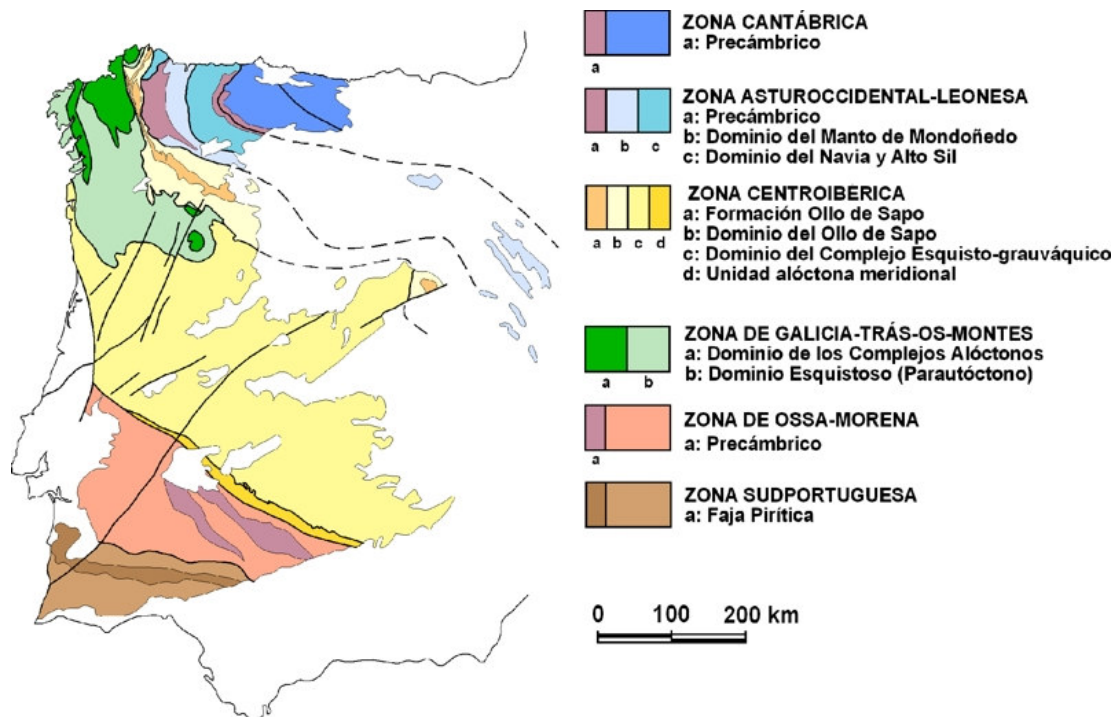 ZONA CANTÁBRICA
a: Precámbrico
a
ZONA ASTUROCCIDENTAL-LEONESA
a: Precámbrico
b: Dominio del Manto de Mondoñedo
c: Dominio del Navia y Alto Sil
a b c
ZONA CENTROIBERICA
a: Formación Ollo de Sapo
b: Dominio del Ollo de Sapo
c: Dominio del Complejo Esquisto-grauváquico
d: Unidad alóctona meridional
a b c d
ZONA DE GALICIA-TRÁS-OS-MONTES
a: Dominio de los Complejos Alóctonos
b: Dominio Esquistoso (Parautóctono)
a b
ZONA DE OSSA-MORENA
a: Precámbrico
a
ZONA SUDPORTUGUESA
a: Faja Pirítica
0 100 200 km